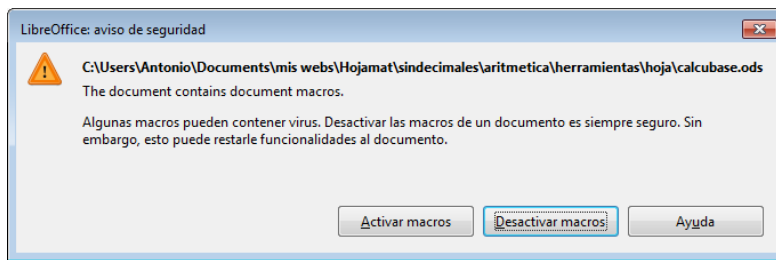 LibreOffice: aviso de seguridad
C:\Users\Antonio\Documents\mis webs\Hojamat\sindecimales\aritmetica\herramientas\hoja\calcubase.ods
The document contains document macros.
Algunas macros pueden contener virus. Desactivar las macros de un documento es siempre seguro. Sin
embargo, esto puede restarle funcionalidades al documento.
Activar macros Desactivar macros Ayuda